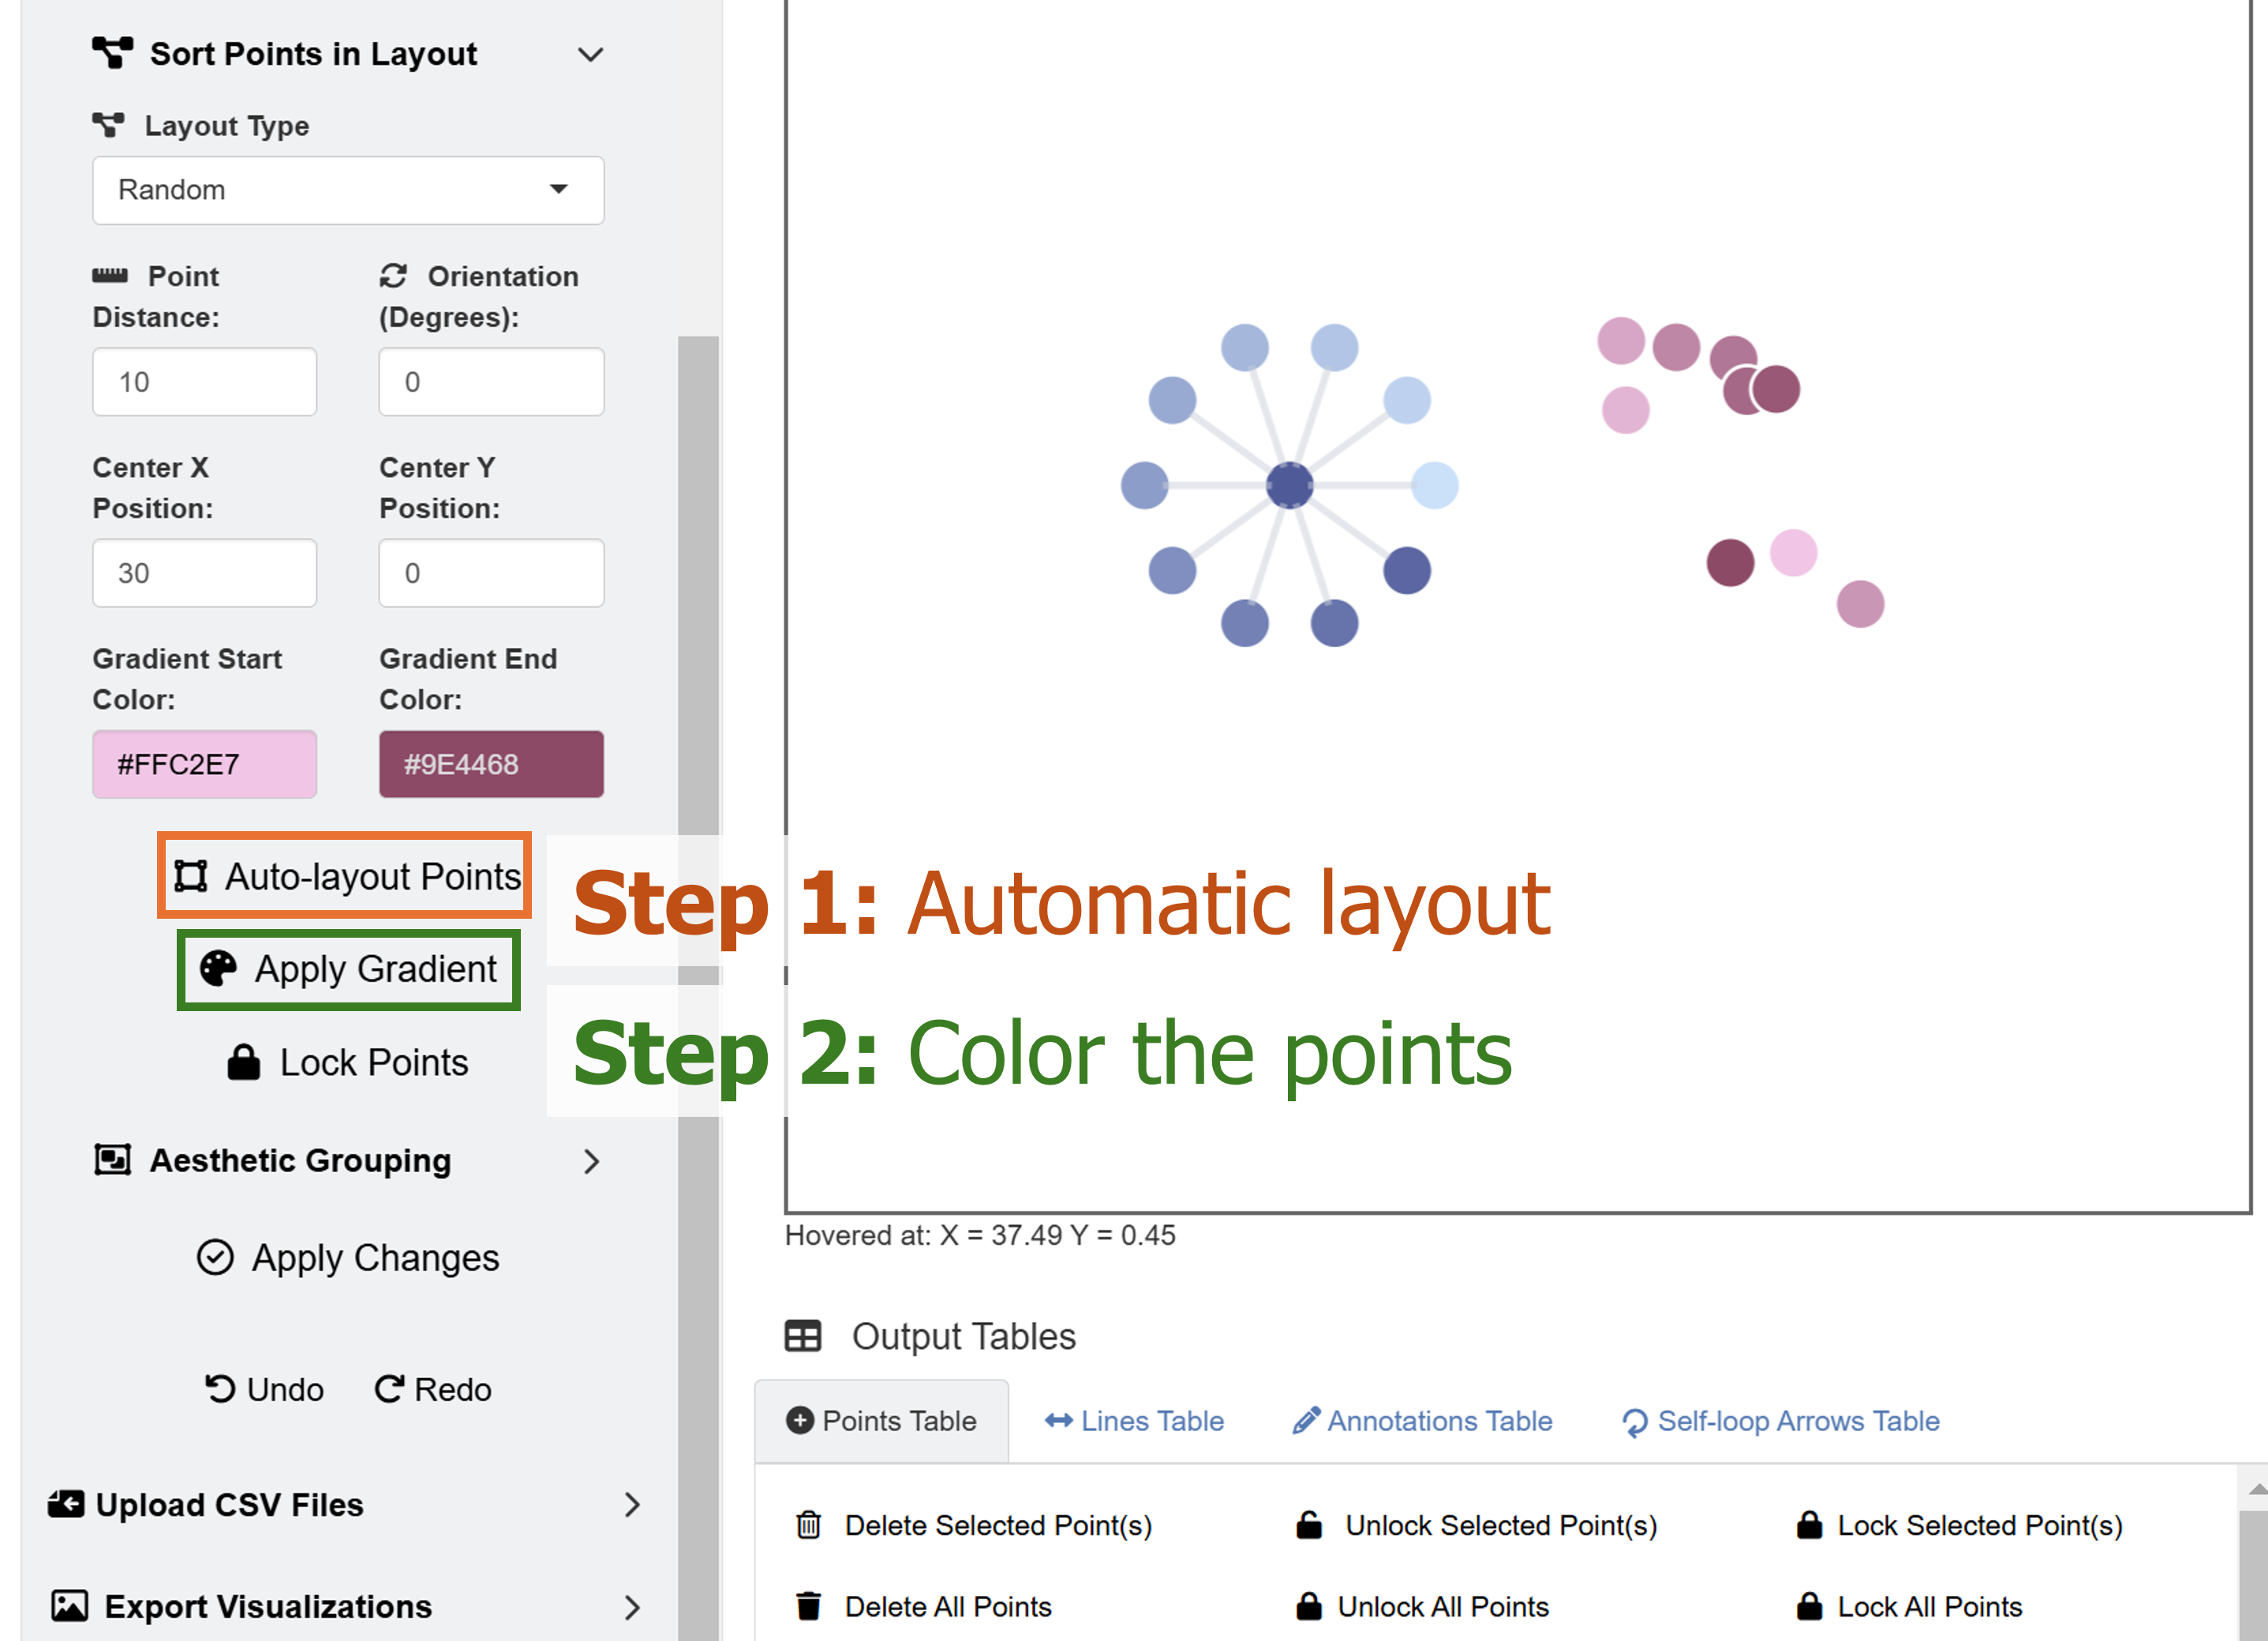 Sort Points in Layout
Layout Type
Random
Point Distance:
Orientation (Degrees):
10
0
Center X Position:
Center Y Position:
30
0
Gradient Start Color:
Gradient End Color:
#FFC2E7
#9E4468
Auto-layout Points
Step 1: Automatic layout
Apply Gradient
Step 2: Color the points
Lock Points
Aesthetic Grouping
Apply Changes
Undo
Redo
Upload CSV Files
Export Visualizations
Hovered at: X = 37.49 Y = 0.45
Output Tables
Points Table
Lines Table
Annotations Table
Self-loop Arrows Table
Delete Selected Point(s)
Unlock Selected Point(s)
Lock Selected Point(s)
Delete All Points
Unlock All Points
Lock All Points